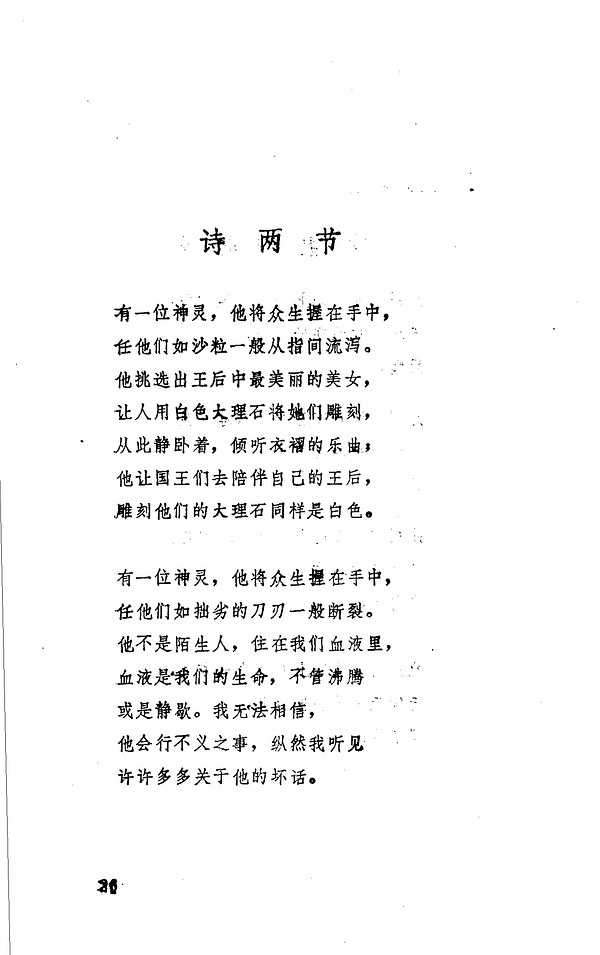 诗两节
有一位神灵，他将众生握在手中，
任他们如沙粒一般从指间流泻。
他挑选出王后中最美丽的美女，
让人用白色大理石将她们雕刻，
从此静卧着，倾听衣褶的乐曲；
他让国王们去陪伴自己的王后，
雕刻他们的大理石同样是白色。
有一位神灵，他将众生握在手中，
任他们如拙劣的刀刃一般断裂。
他不是陌生人，住在我们血液里，
血液是我们的生命，不管沸腾
或是静歇。我无法相信，
他会行不义之事，纵然我听见
许许多多关于他的坏话。